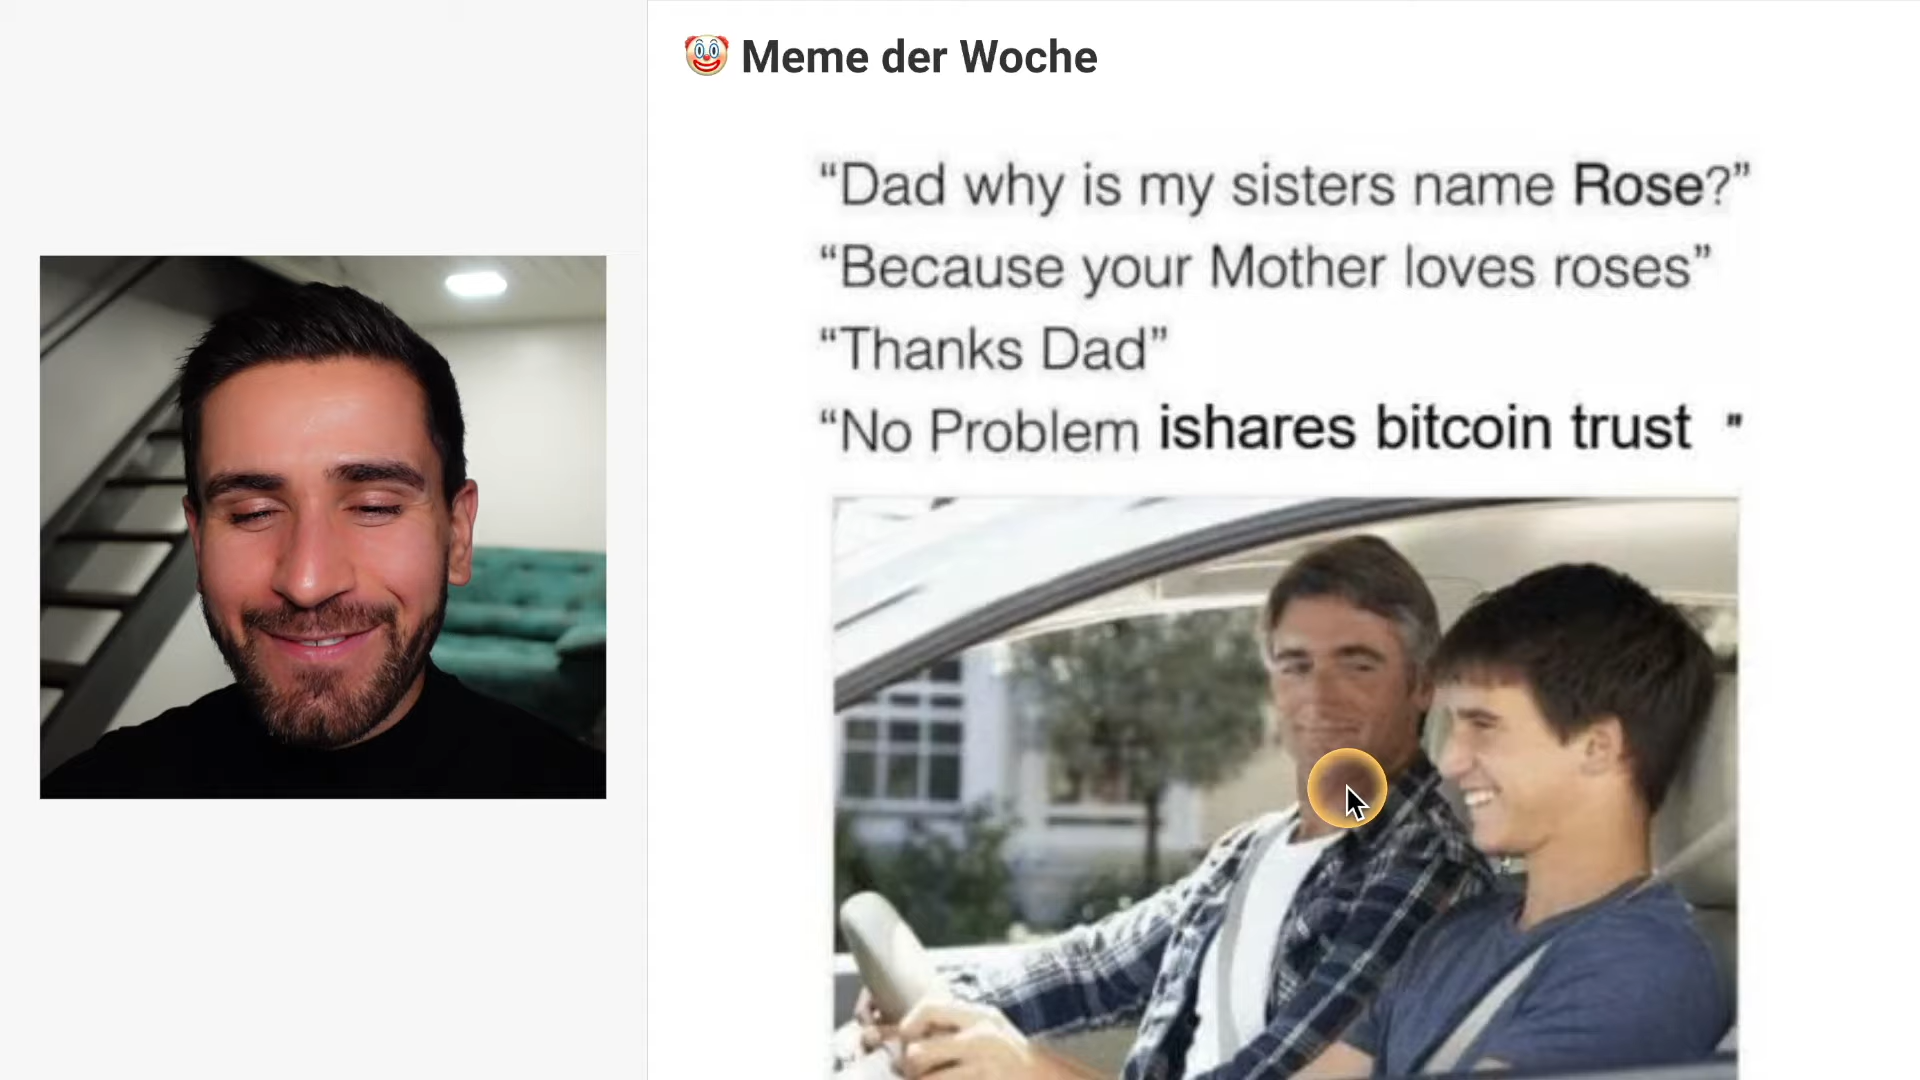 🤡 Meme der Woche
“Dad why is my sisters name Rose?”
“Because your Mother loves roses”
“Thanks Dad”
“No Problem ishares bitcoin trust "